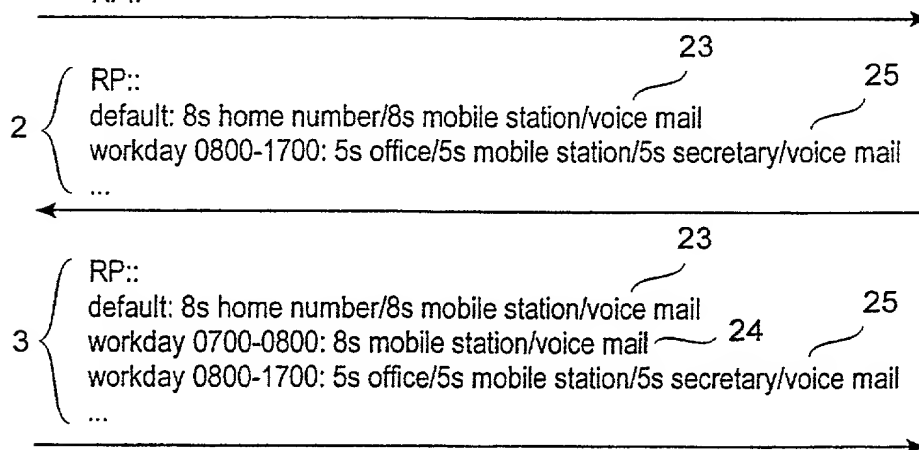 23
RP::
25
2
default: 8s home number/8s mobile station/voice mail
workday 0800-1700: 5s office/5s mobile station/5s secretary/voice mail
...
23
RP::
default: 8s home number/8s mobile station/voice mail
25
3
workday 0700-0800: 8s mobile station/voice mail 24
workday 0800-1700: 5s office/5s mobile station/5s secretary/voice mail
...